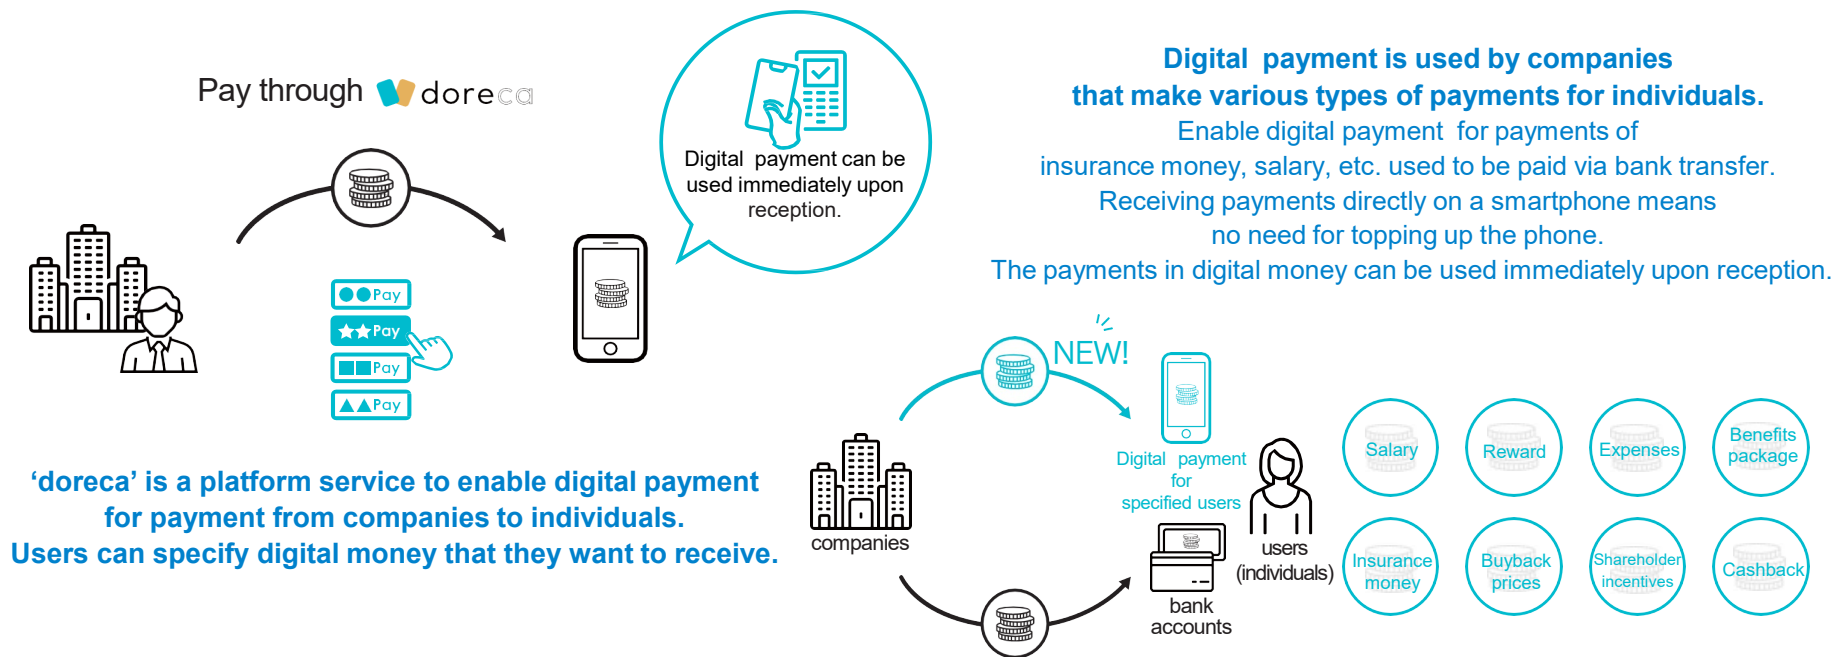 Pay through doreca
Digital payment can be
used immediately upon
reception.
Pay
Pay
Pay
Pay
'doreca' is a platform service to enable digital payment
for payment from companies to individuals.
Users can specify digital money that they want to receive.
Digital payment is used by companies
that make various types of payments for individuals.
Enable digital payment for payments of
insurance money, salary, etc. used to be paid via bank transfer.
Receiving payments directly on a smartphone means
no need for topping up the phone.
The payments in digital money can be used immediately upon reception.
NEW!
companies
Digital payment
for
specified users
users
(individuals)
bank
accounts
Salary
Reward
Expenses
Benefits
package
Insurance
money
Buyback
prices
Shareholder
incentives
Cashback